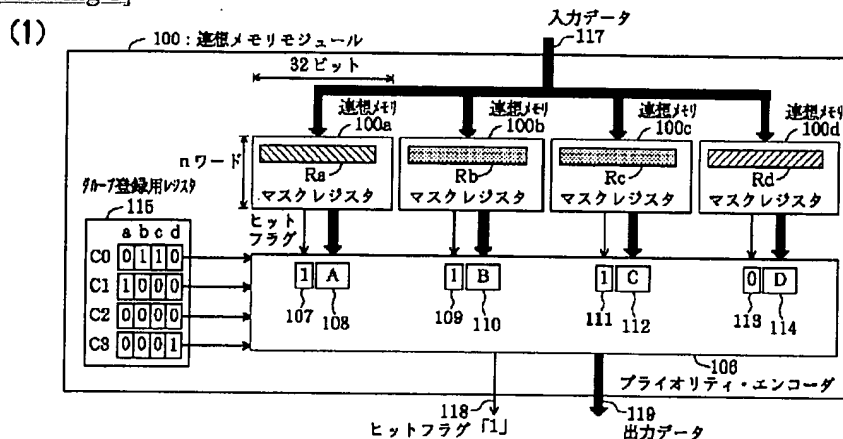 (1)
入力データ
117
100:連想メモリモジュール
32ビット
連想メモリ
100a
連想メモリ
100b
連想メモリ
100c
連想メモリ
100d
nワード
Ra
Rb
Rc
Rd
マスクレジスタ
マスクレジスタ
マスクレジスタ
マスクレジスタ
グループ登録用レジスタ
115
ヒット
フラグ
a b c d
C0 0 1 1 0
C1 1 0 0 0
C2 0 0 0 0
C3 0 0 0 1
1 A
1 B
1 C
0 D
107
108
109
110
111
112
113
114
106
プライオリティ・エンコーダ
118
119
ヒットフラグ「1」
出力データ